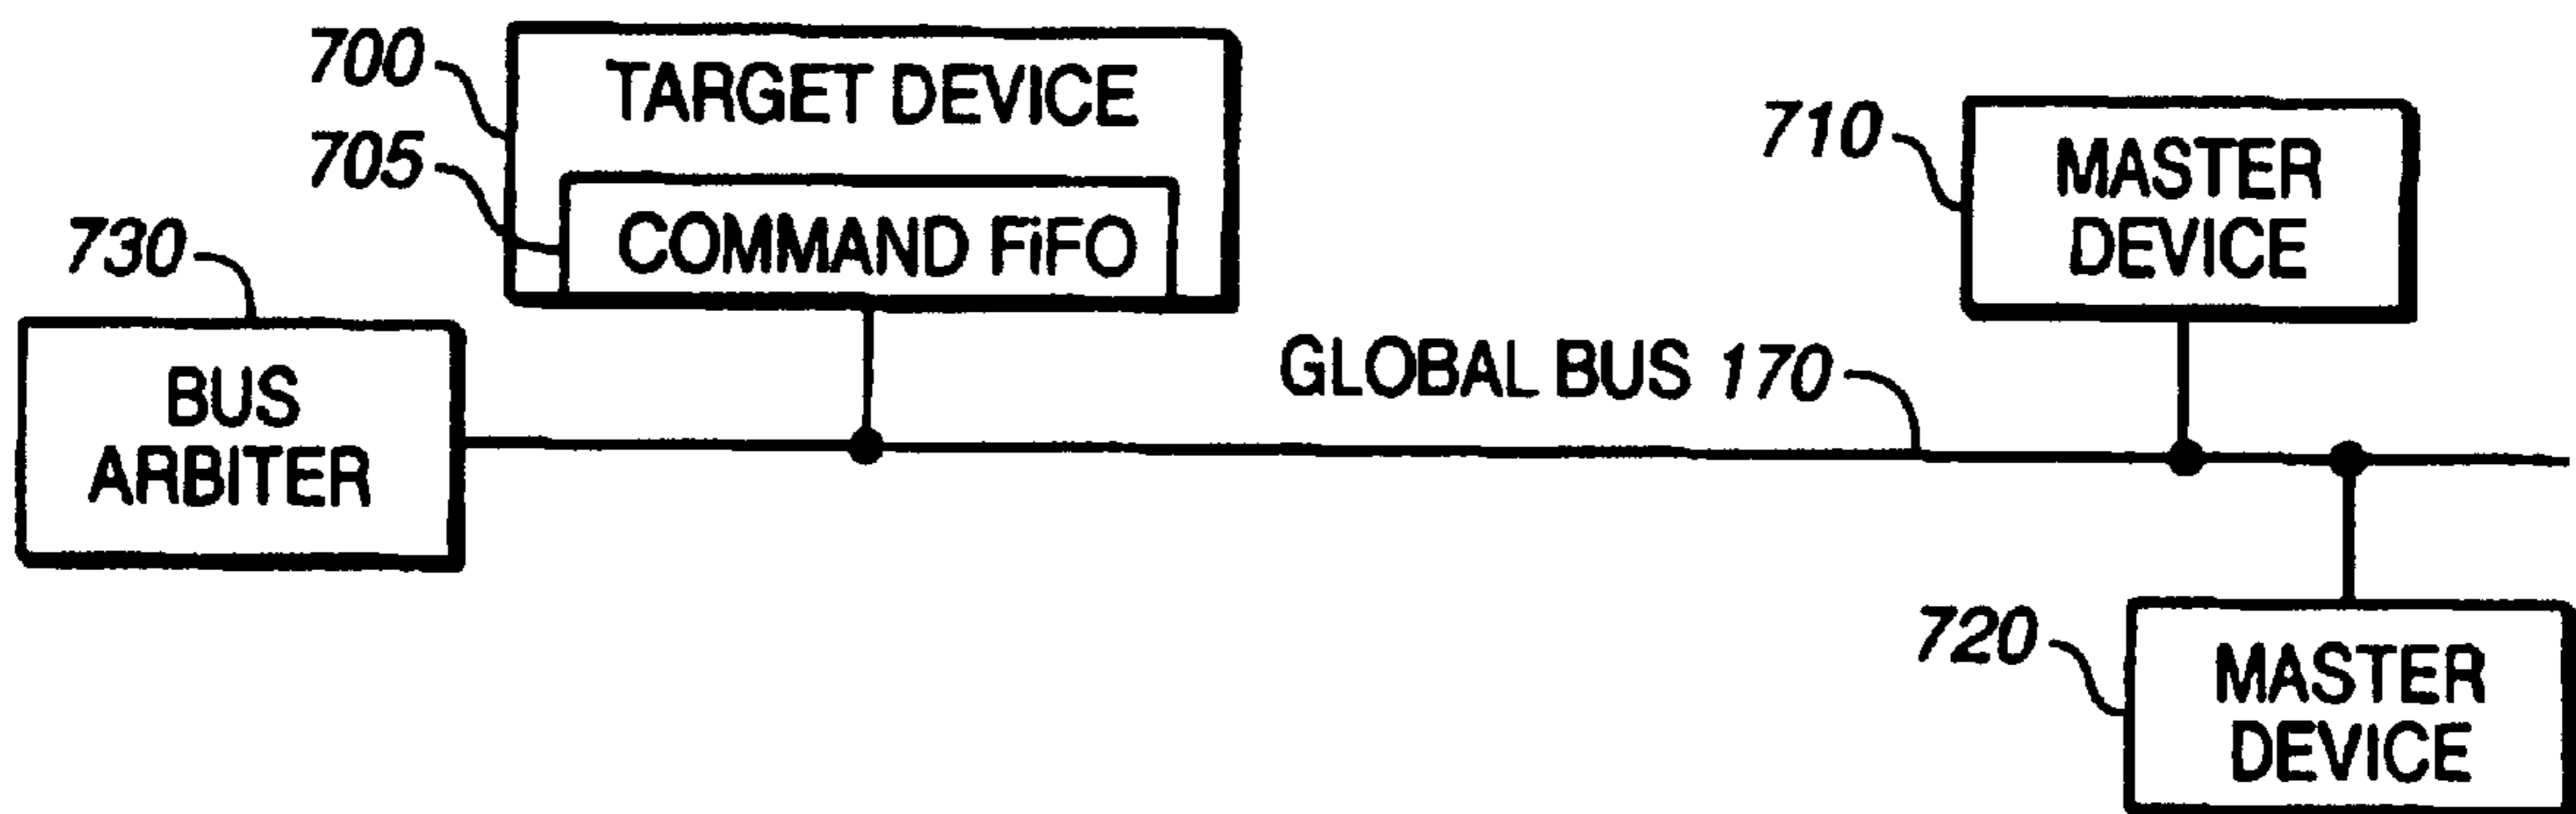 700
TARGET DEVICE
705
COMMAND FiFO
730
BUS
ARBITER
GLOBAL BUS 170
710
MASTER
DEVICE
720
MASTER
DEVICE